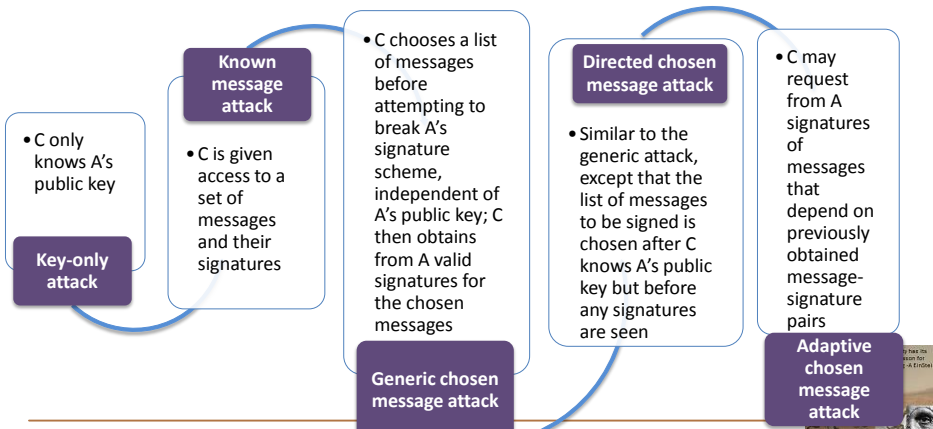 • C only
knows A's
public key
Key-only
attack
Known
message
attack
• C is given
access to a
set of
messages
and their
signatures
• C chooses a list
of messages
before
attempting to
break A's
signature
scheme,
independent of
A's public key; C
then obtains
from A valid
signatures for
the chosen
messages
Generic chosen
message attack
Directed chosen
message attack
• Similar to the
generic attack,
except that the
list of messages
to be signed is
chosen after C
knows A's public
key but before
any signatures
are seen
• C may
request from
A
signatures
of
messages
that
depend on
previously
obtained
message-
signature
pairs
Adaptive
chosen
message
attack
has its
for